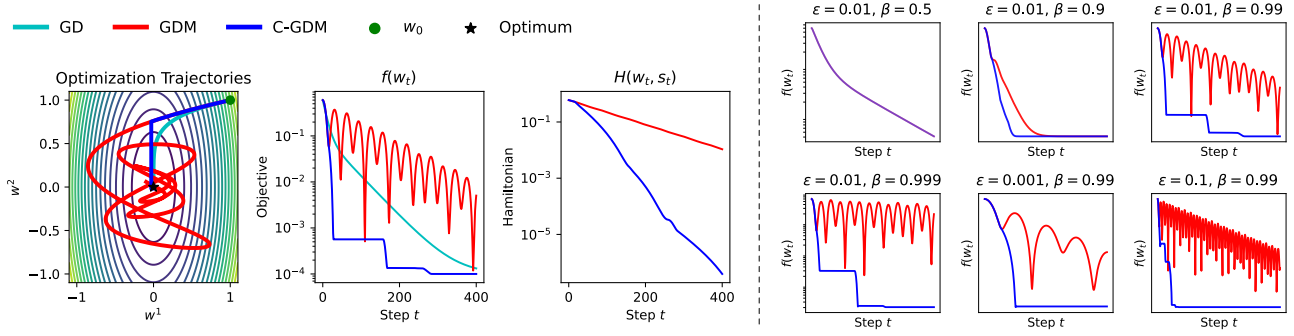 GD GDM C-GDM w₀ Optimum
Optimization Trajectories
w²
1.0
0.5
0.0
−0.5
−1.0
−1 0 1
w¹
f(wₜ)
Objective
10⁻¹
10⁻²
10⁻³
10⁻⁴
0 200 400
Step t
H(wₜ, sₜ)
Hamiltonian
10⁻¹
10⁻³
10⁻⁵
0 200 400
Step t
ε = 0.01, β = 0.5
f(wₜ)
Step t
ε = 0.01, β = 0.9
f(wₜ)
Step t
ε = 0.01, β = 0.99
f(wₜ)
Step t
ε = 0.01, β = 0.999
f(wₜ)
Step t
ε = 0.001, β = 0.99
f(wₜ)
Step t
ε = 0.1, β = 0.99
f(wₜ)
Step t